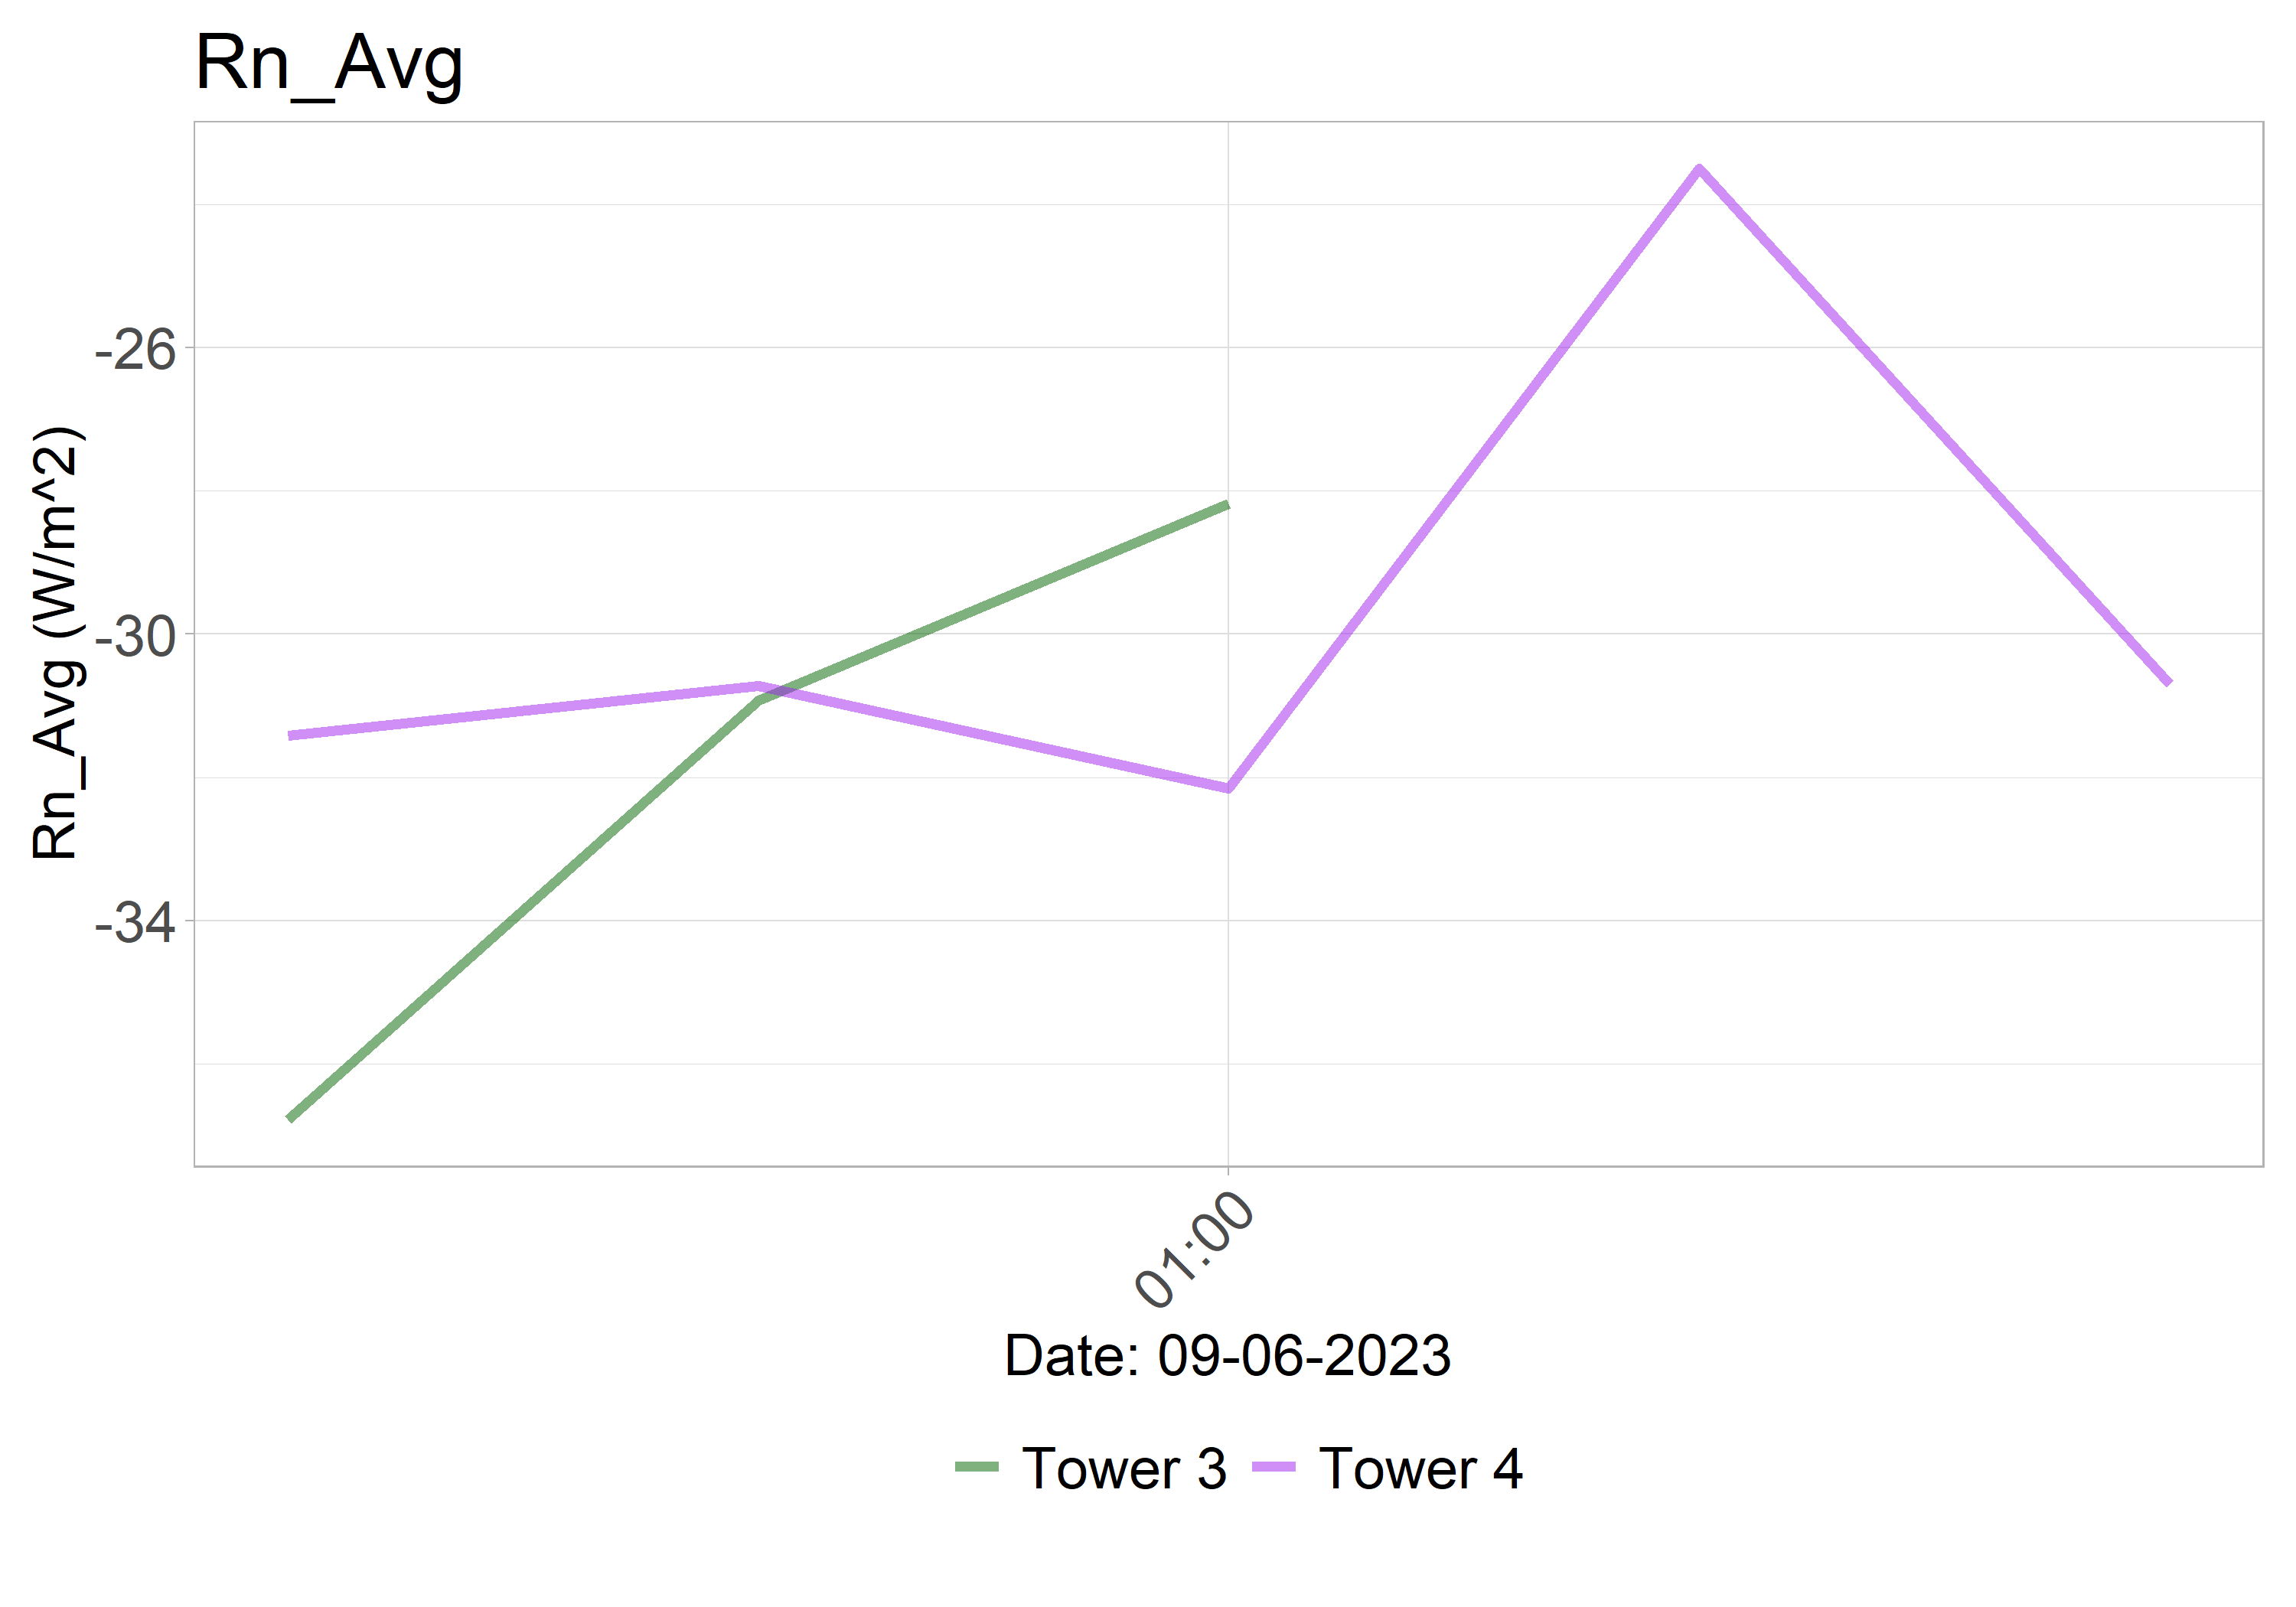 Rn_Avg
Rn_Avg (W/m^2)
-26
-30
-34
01:00
Date: 09-06-2023
Tower 3 Tower 4